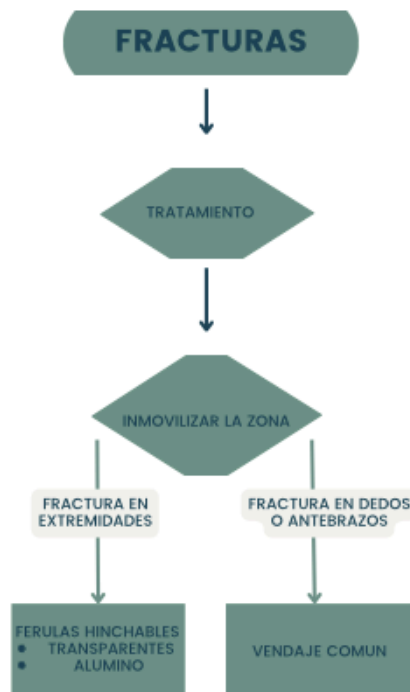 FRACTURAS
TRATAMIENTO
INMOVILIZAR LA ZONA
FRACTURA EN
EXTREMIDADES
FRACTURA EN DEDOS
O ANTEBRAZOS
FERULAS HINCHABLES
● TRANSPARENTES
● ALUMINO
VENDAJE COMUN